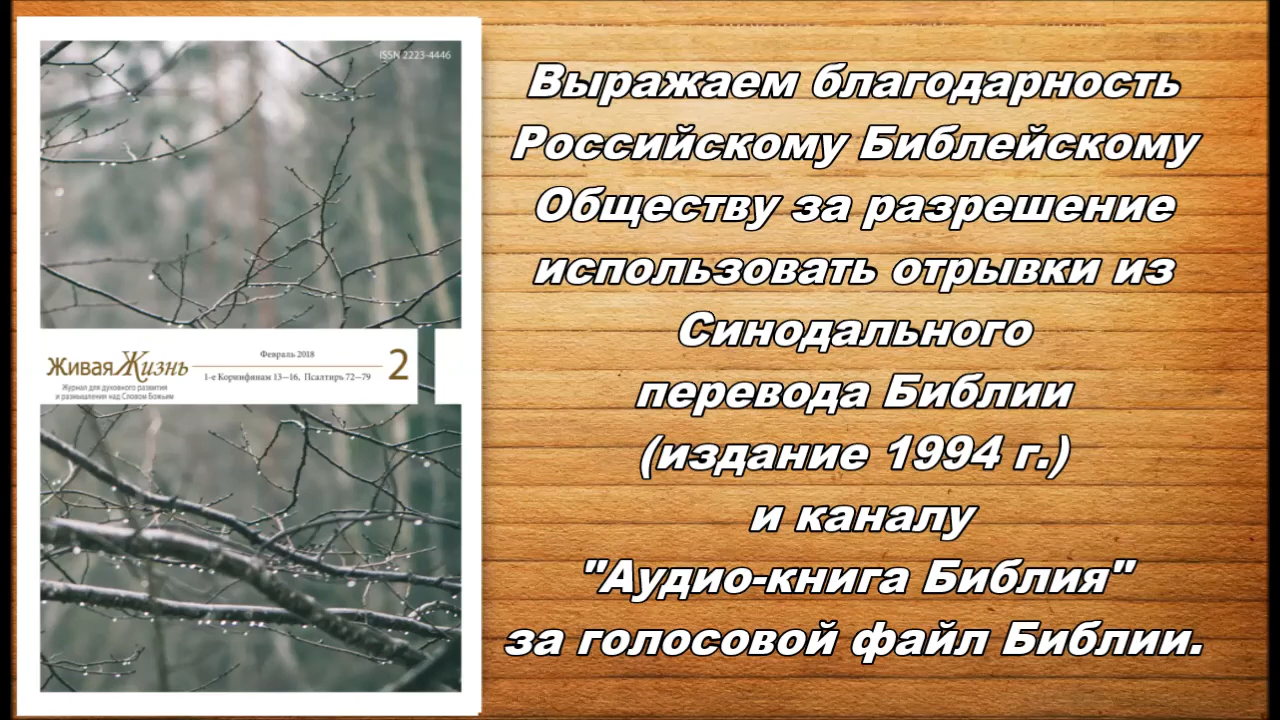 ISSN 2223-4446
Живая Жизнь
Журнал для духовного развития
и размышления над Словом Божьим
Февраль 2018
1-е Коринфянам 13—16, Псалтирь 72—79
2
Выражаем благодарность
Российскому Библейскому
Обществу за разрешение
использовать отрывки из
Синодального
перевода Библии
(издание 1994 г.)
и каналу
"Аудио-книга Библия"
за голосовой файл Библии.